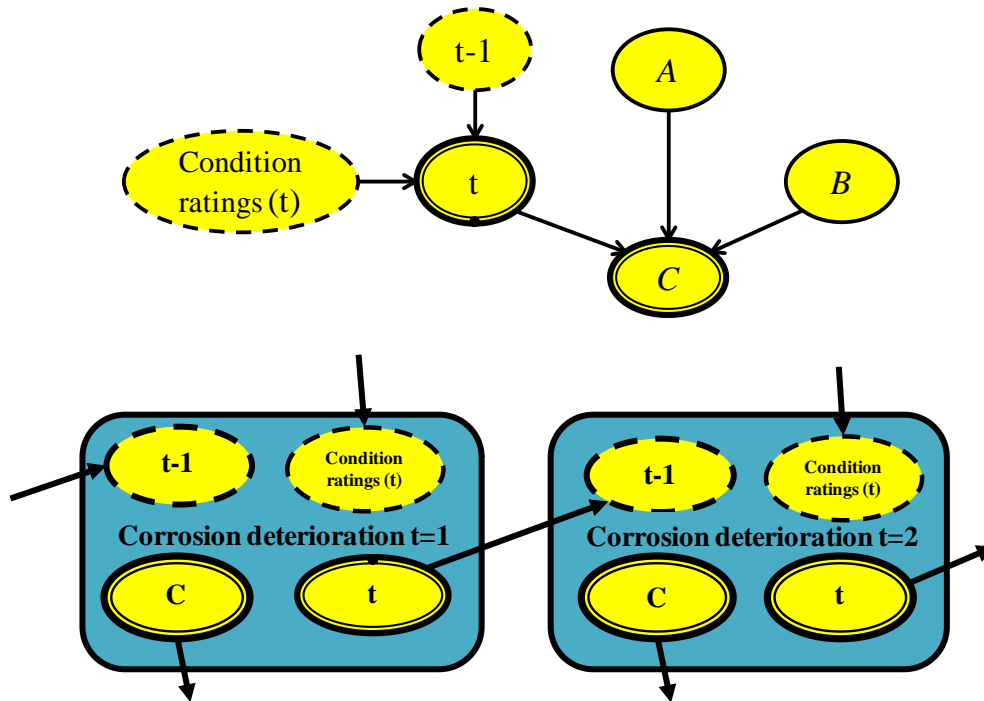 t-1
A
Condition
ratings (t)
t
B
C
t-1
Condition
ratings (t)
Corrosion deterioration t=1
C
t
t-1
Condition
ratings (t)
Corrosion deterioration t=2
C
t